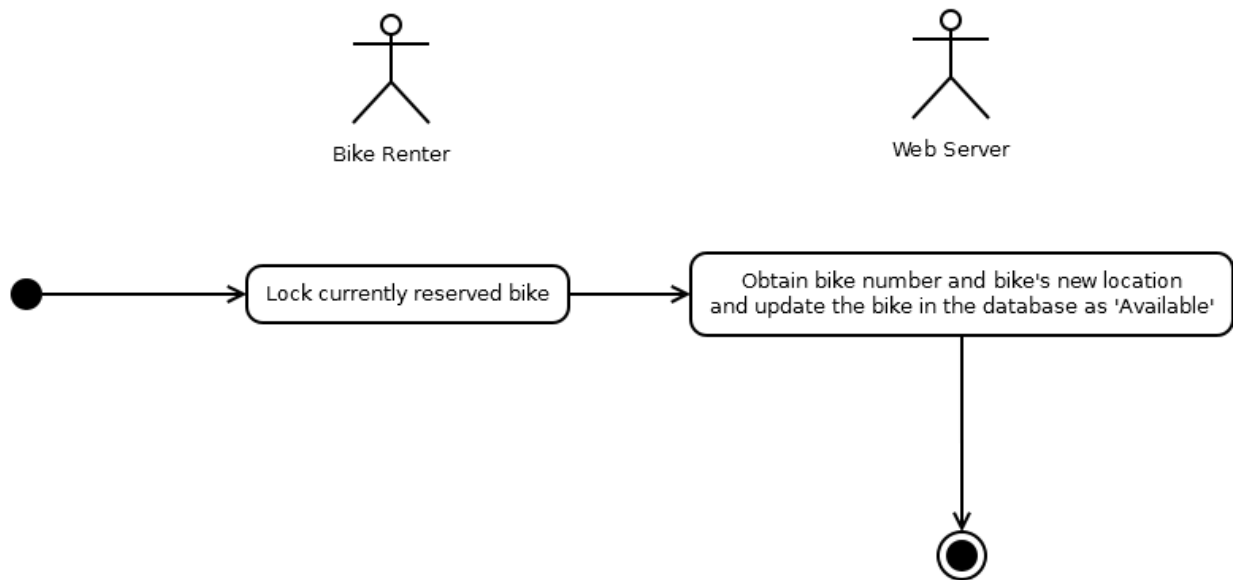 Bike Renter
Web Server
Lock currently reserved bike
Obtain bike number and bike's new location
and update the bike in the database as 'Available'